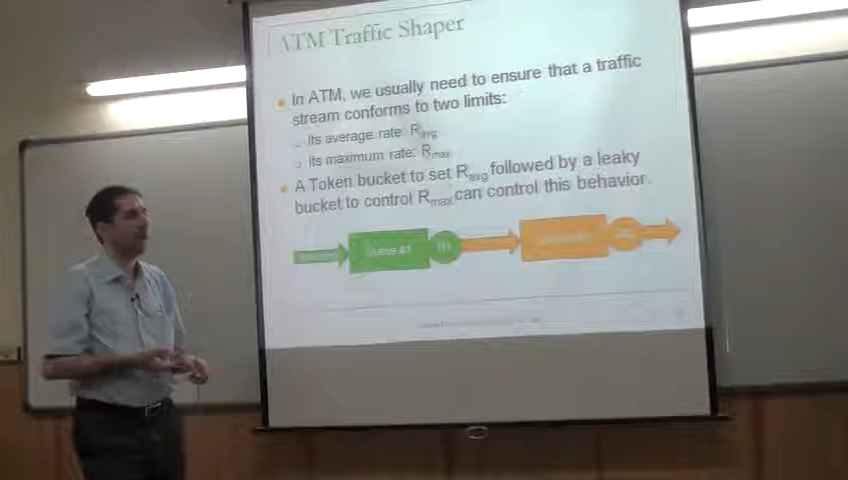 ATM Traffic Shaper
In ATM, we usually need to ensure that a traffic
stream conforms to two limits:
Its average rate: Ravg
Its maximum rate: Rmax
A Token bucket to set Ravg followed by a leaky
bucket to control Rmax can control this behavior.
Queue #1